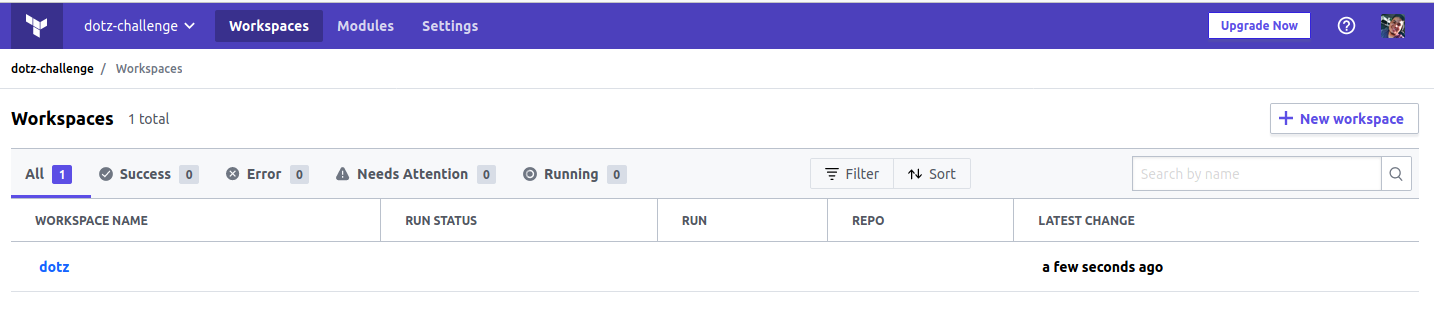 dotz-challenge Workspaces Modules Settings Upgrade Now
dotz-challenge / Workspaces
Workspaces 1 total + New workspace
All 1 Success 0 Error 0 Needs Attention 0 Running 0 Filter Sort Search by name
WORKSPACE NAME RUN STATUS RUN REPO LATEST CHANGE
dotz a few seconds ago